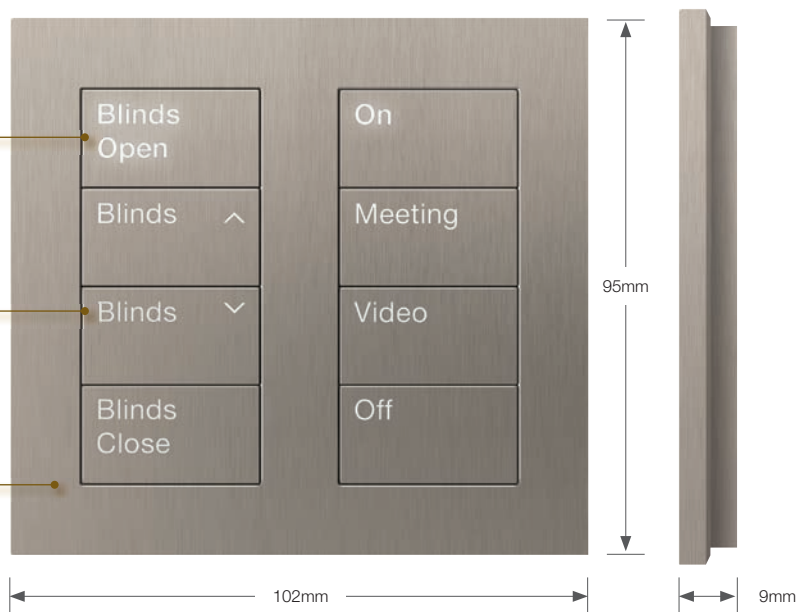 Blinds
Open
Blinds
Blinds
Blinds
Close
On
Meeting
Video
Off
95mm
102mm
9mm